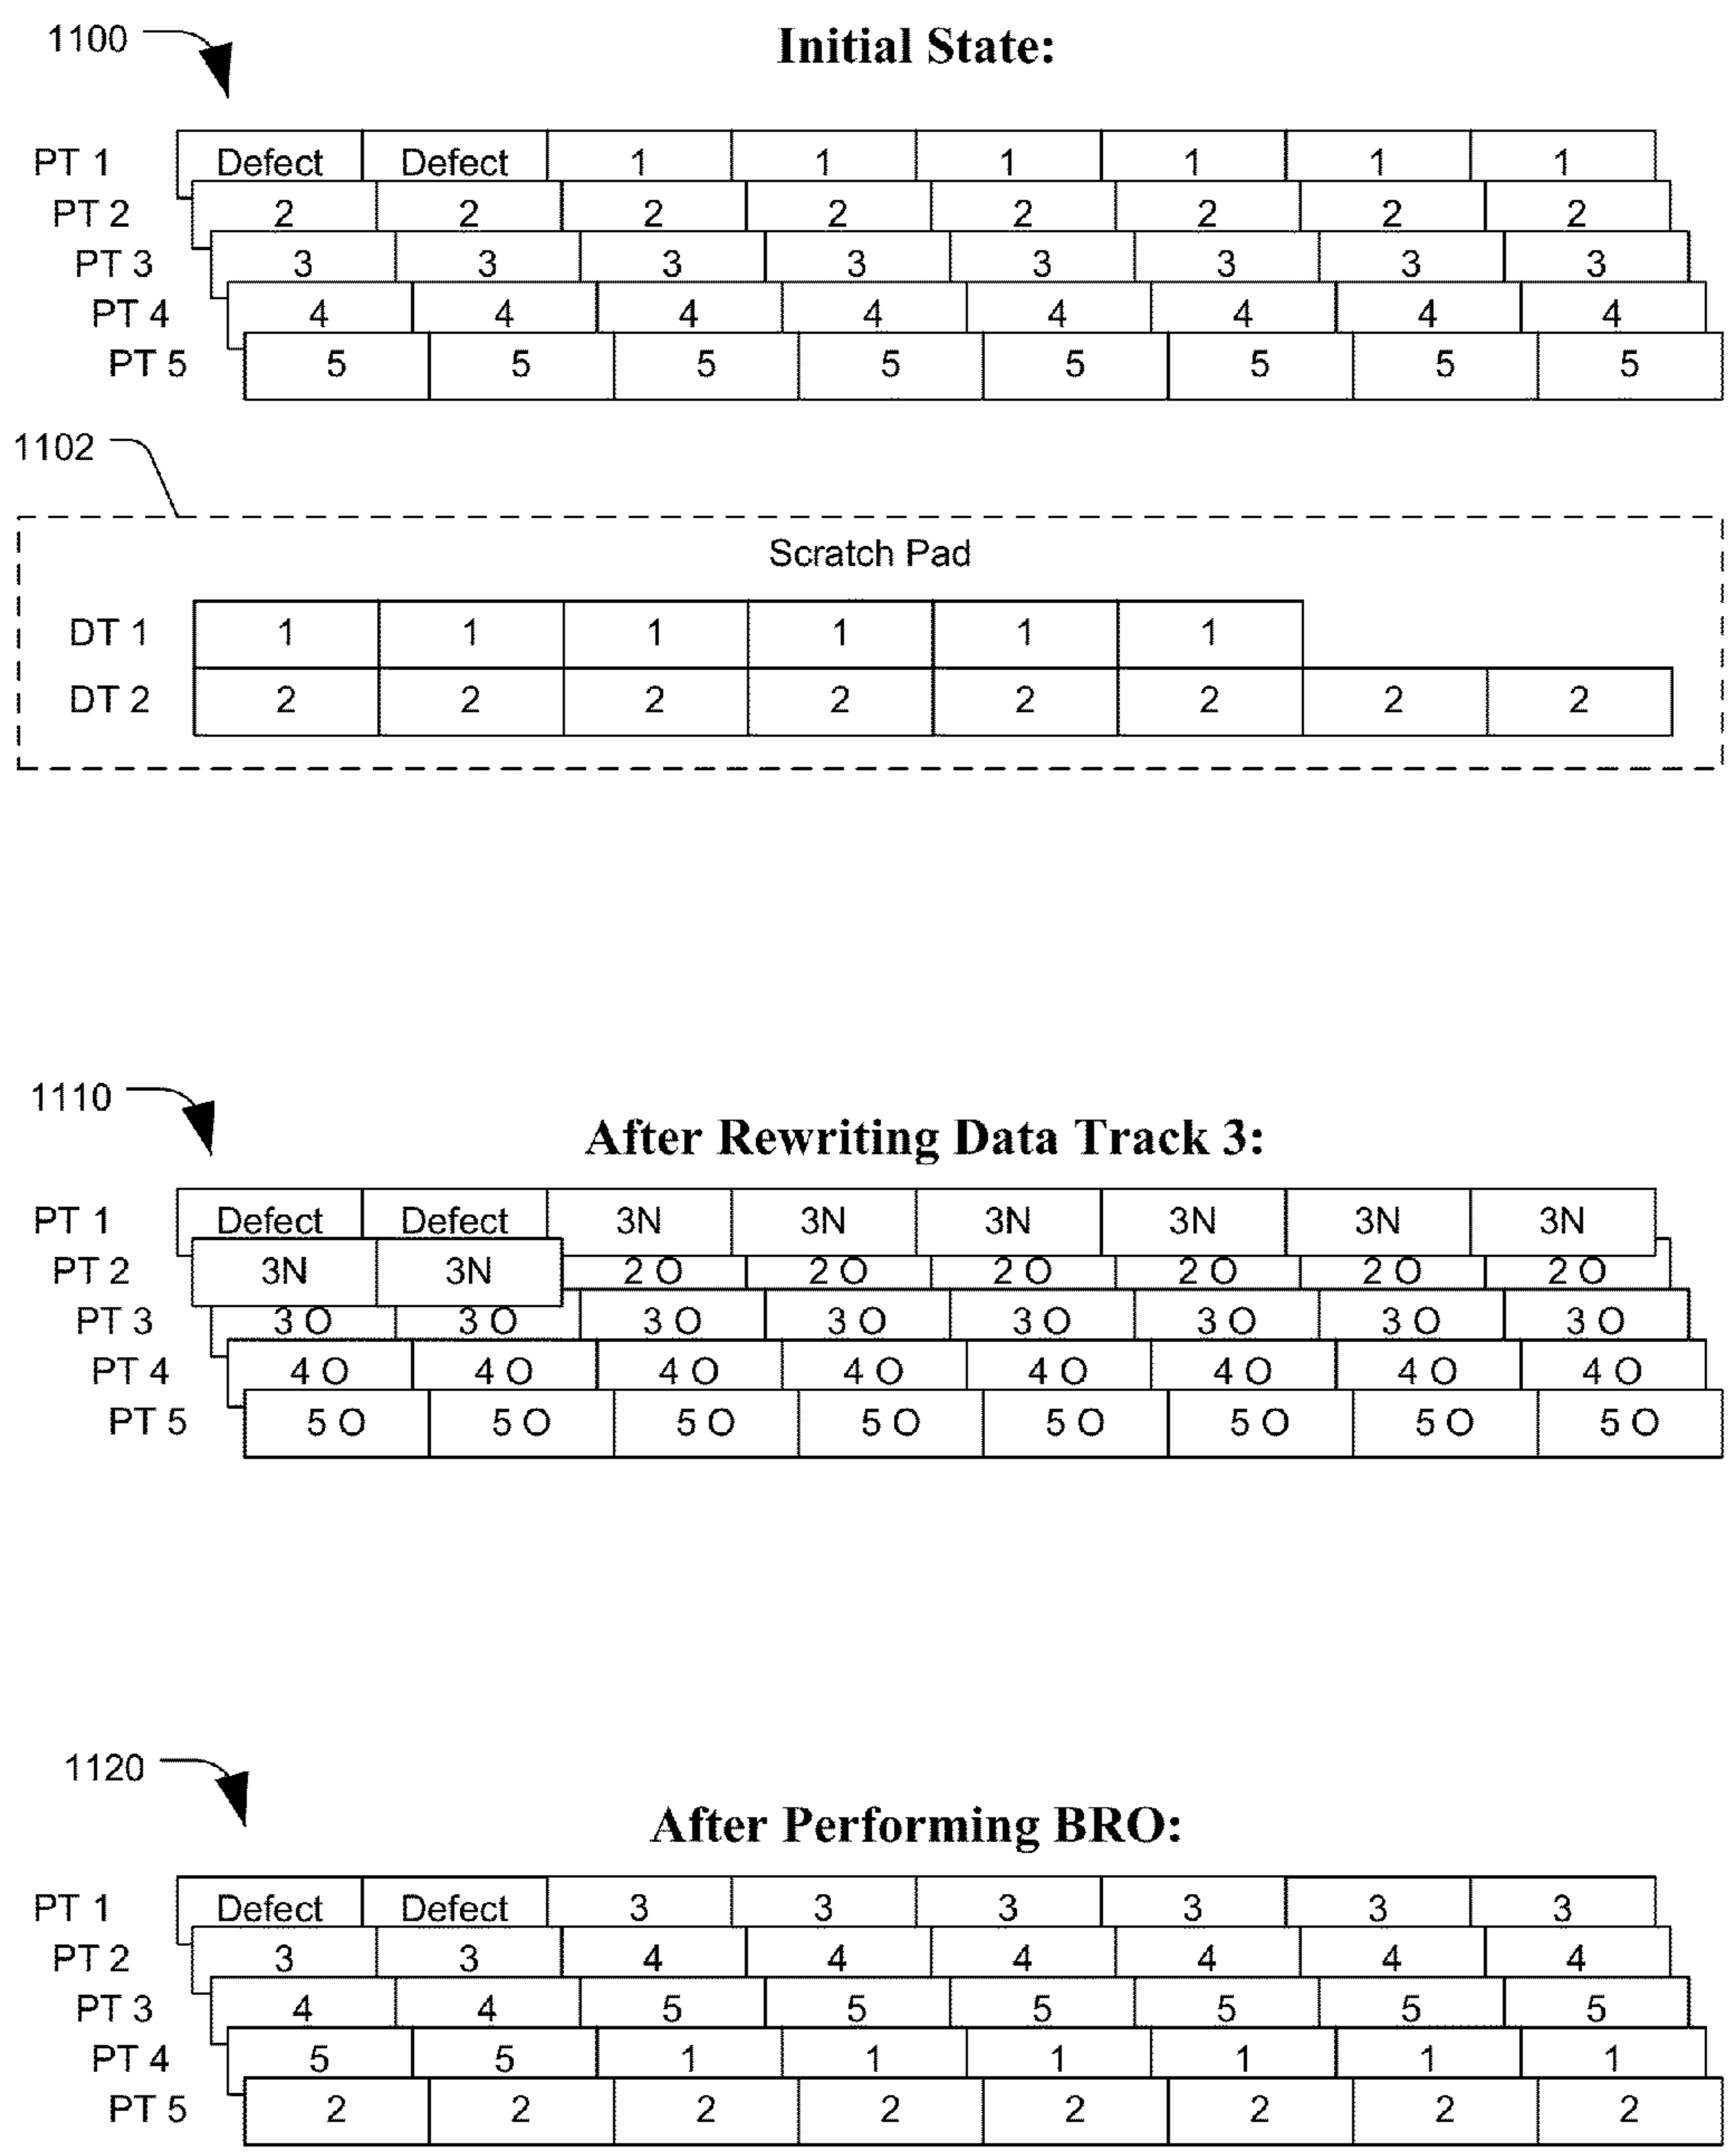 1100
Initial State:
PT 1 Defect Defect 1 1 1 1 1 1
PT 2 2 2 2 2 2 2 2 2
PT 3 3 3 3 3 3 3 3 3
PT 4 4 4 4 4 4 4 4 4
PT 5 5 5 5 5 5 5 5 5
1102
Scratch Pad
DT 1 1 1 1 1 1 1
DT 2 2 2 2 2 2 2 2 2
1110
After Rewriting Data Track 3:
PT 1 Defect Defect 3N 3N 3N 3N 3N 3N
PT 2 3N 3N 2 O 2 O 2 O 2 O 2 O 2 O
PT 3 3 O 3 O 3 O 3 O 3 O 3 O 3 O 3 O
PT 4 4 O 4 O 4 O 4 O 4 O 4 O 4 O 4 O
PT 5 5 O 5 O 5 O 5 O 5 O 5 O 5 O 5 O
1120
After Performing BRO:
PT 1 Defect Defect 3 3 3 3 3 3
PT 2 3 3 4 4 4 4 4 4
PT 3 4 4 5 5 5 5 5 5
PT 4 5 5 1 1 1 1 1 1
PT 5 2 2 2 2 2 2 2 2